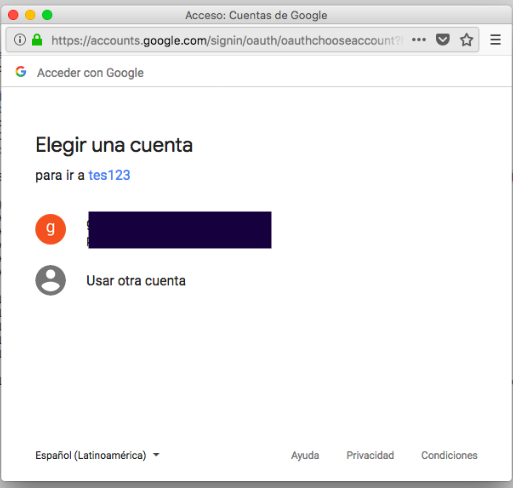 Acceso: Cuentas de Google
https://accounts.google.com/signin/oauth/oauthchooseaccount?
Acceder con Google
Elegir una cuenta
para ir a tes123
g
Usar otra cuenta
Español (Latinoamérica) Ayuda Privacidad Condiciones